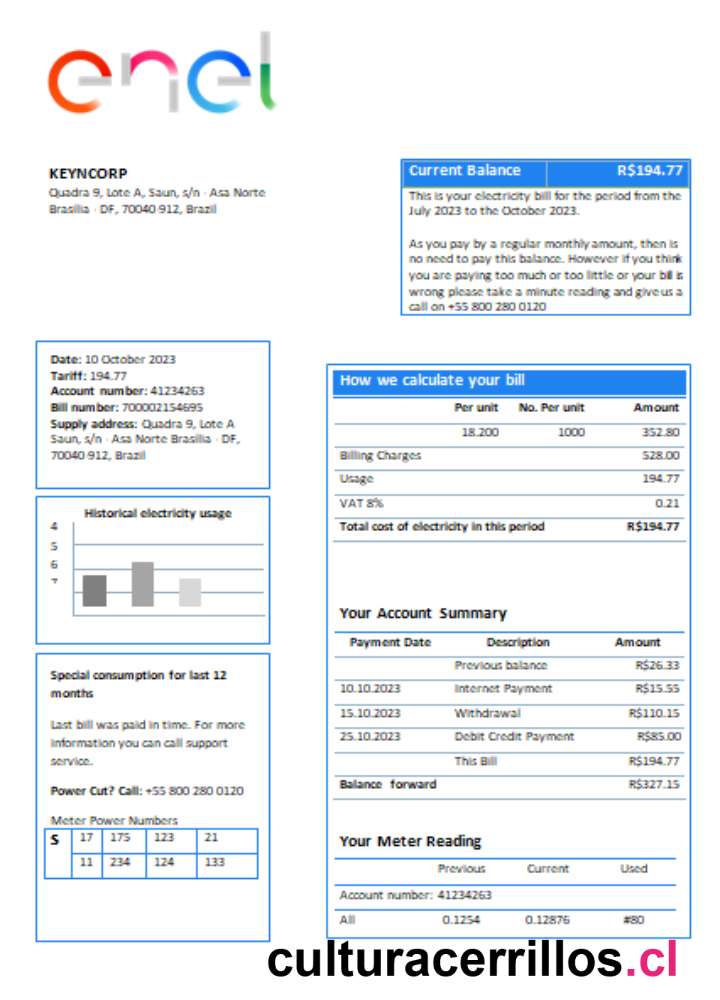 enel
KEYNCORP
Quadra 9, Lote A, Saun, s/n · Asa Norte
Brasília · DF, 70040 912, Brazil
Current Balance R$194.77
This is your electricity bill for the period from the
July 2023 to the October 2023.
As you pay by a regular monthly amount, then is
no need to pay this balance. However if you think
you are paying too much or too little or your bill is
wrong please take a minute reading and give us a
call on +55 800 280 0120
Date: 10 October 2023
Tariff: 194.77
Account number: 41234263
Bill number: 700002154695
Supply address: Quadra 9, Lote A
Saun, s/n · Asa Norte Brasília · DF,
70040 912, Brazil
Historical electricity usage
4
5
6
7
Special consumption for last 12
months
Last bill was paid in time. For more
information you can call support
service.
Power Cut? Call: +55 800 280 0120
Meter Power Numbers
S 17 175 123 21
11 234 124 133
How we calculate your bill
Per unit No. Per unit Amount
18.200 1000 352.80
Billing Charges 528.00
Usage 194.77
VAT 8% 0.21
Total cost of electricity in this period R$194.77
Your Account Summary
Payment Date Description Amount
Previous balance R$26.33
10.10.2023 Internet Payment R$15.55
15.10.2023 Withdrawal R$110.15
25.10.2023 Debit Credit Payment R$85.00
This Bill R$194.77
Balance forward R$327.15
Your Meter Reading
Previous Current Used
Account number: 41234263
All 0.1254 0.12876 #80
culturacerrillos.cl